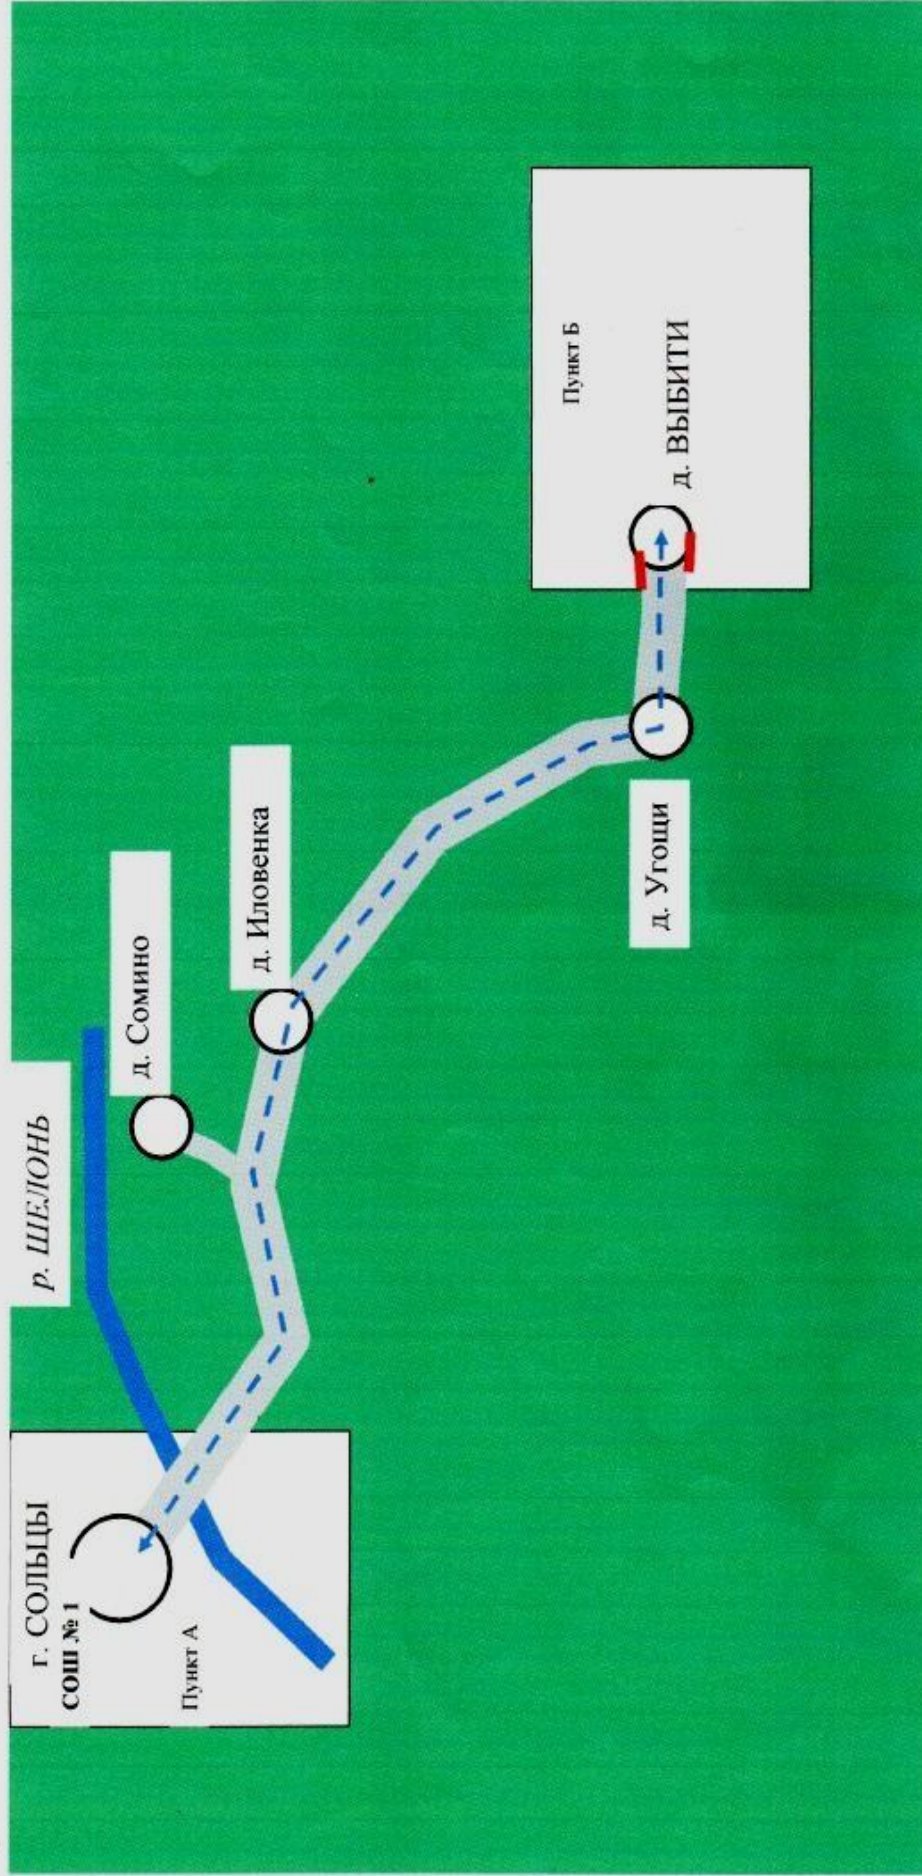 г. СОЛЬЦЫ
СОШ № 1
Пункт А
р. ШЕЛОНЬ
д. Сомино
д. Иловенка
д. Угощи
Пункт Б
д. ВЫБИТИ